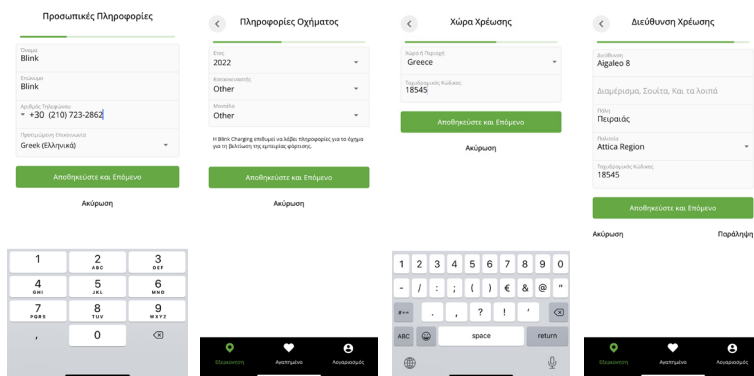 Προσωπικές Πληροφορίες
Όνομα
Blink
Επώνυμο
Blink
Αριθμός Τηλεφώνου
+30 (210) 723-2862
Προτιμώμενη Επικοινωνία
Greek (Ελληνικά)
Αποθηκεύστε και Επόμενο
Ακύρωση
1
2
ABC
3
DEF
4
GHI
5
JKL
6
MNO
7
PQRS
8
TUV
9
WXYZ
,
0
Πληροφορίες Οχήματος
Έτος
2022
Κατασκευαστής
Other
Μοντέλο
Other
Η Blink Charging επιθυμεί να λάβει πληροφορίες για το όχημα
για τη βελτίωση της εμπειρίας φόρτισης.
Αποθηκεύστε και Επόμενο
Ακύρωση
Εξερεύνηση
Αγαπημένα
Λογαριασμός
Χώρα Χρέωσης
Χώρα ή Περιοχή
Greece
Ταχυδρομικός Κώδικας
18545
Αποθηκεύστε και Επόμενο
Ακύρωση
1 2 3 4 5 6 7 8 9 0
- / : ; ( ) € & @ "
#+= . , ? ! '
ABC space return
Διεύθυνση Χρέωσης
Διεύθυνση
Aigaleo 8
Διαμέρισμα, Σουίτα, Και τα λοιπά
Πόλη
Πειραιάς
Πολιτεία
Attica Region
Ταχυδρομικός Κώδικας
18545
Αποθηκεύστε και Επόμενο
Ακύρωση
Παράληψη
Εξερεύνηση
Αγαπημένα
Λογαριασμός